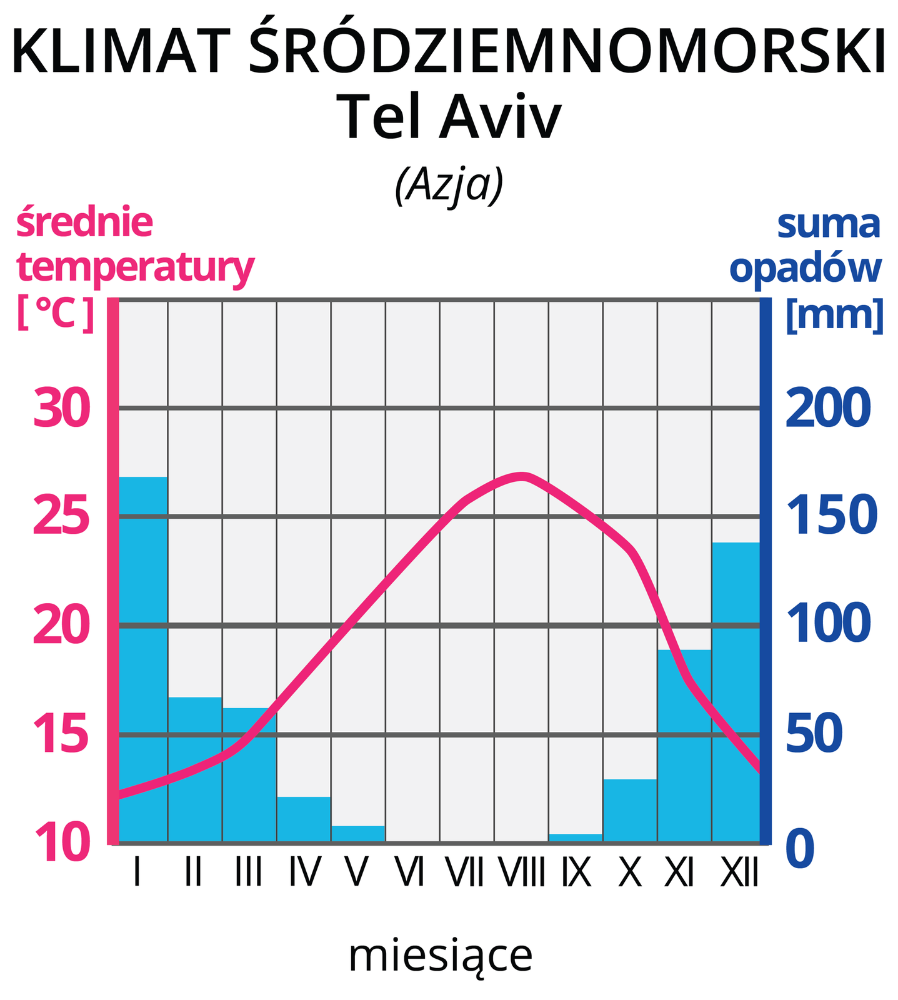 KLIMAT ŚRÓDZIEMNOMORSKI
Tel Aviv
(Azja)
średnie
temperatury
[ °C ]
suma
opadów
[mm]
30
25
20
15
10
200
150
100
50
0
I II III IV V VI VII VIII IX X XI XII
miesiące